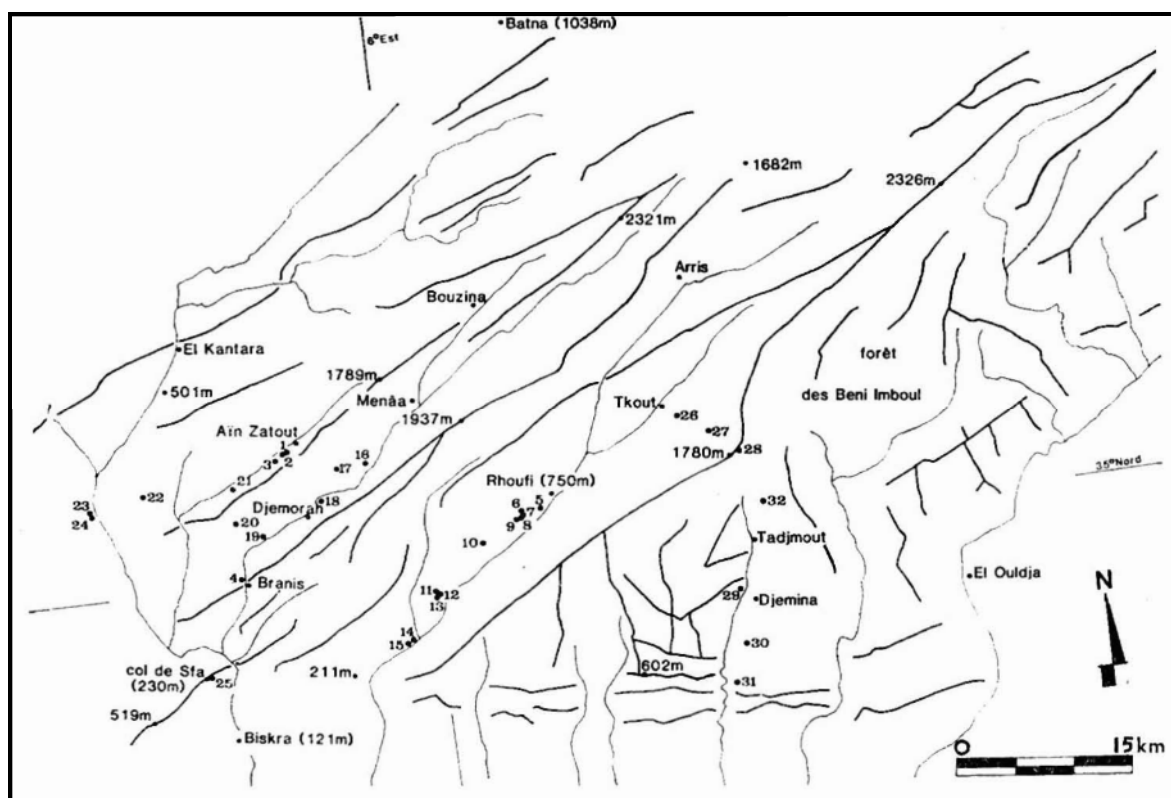 Batna (1038m)
6°Est
1682m
2326m
2321m
Arris
Bouzina
El Kantara
forêt
des Beni Imboul
501m
1789m
Menâa
1937m
Tkout
26
27
28
1780m
Aïn Zatout
1
2
3
16
17
35°Nord
Rhoufi (750m)
21
22
5
6
7
8
9
18
Djemorah
23
24
20
32
19
10
Tadjmout
4
Branis
El Ouldja
N
11
12
13
29
Djemina
14
15
30
col de Sfa
(230m)
25
211m
602m
31
519m
Biskra (121m)
O
15km